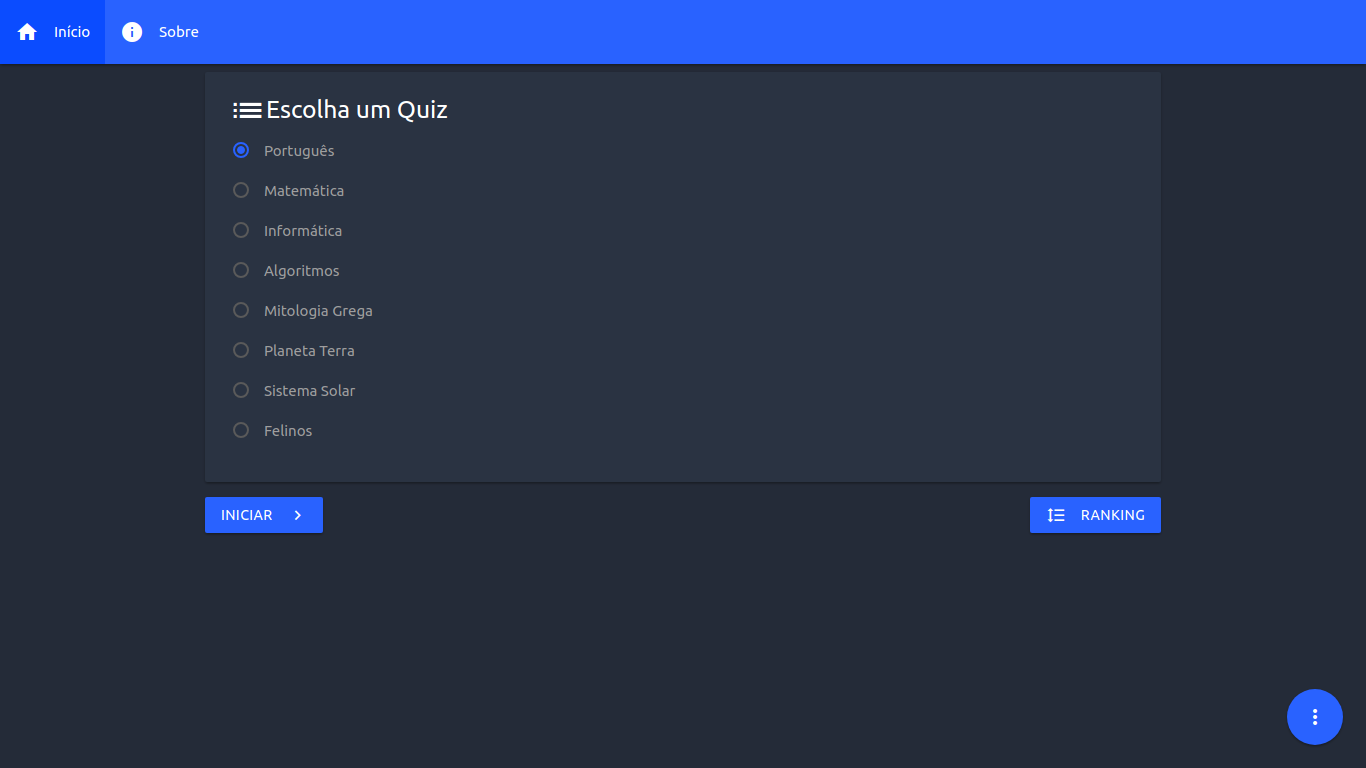 Início Sobre
Escolha um Quiz
Português
Matemática
Informática
Algoritmos
Mitologia Grega
Planeta Terra
Sistema Solar
Felinos
INICIAR RANKING